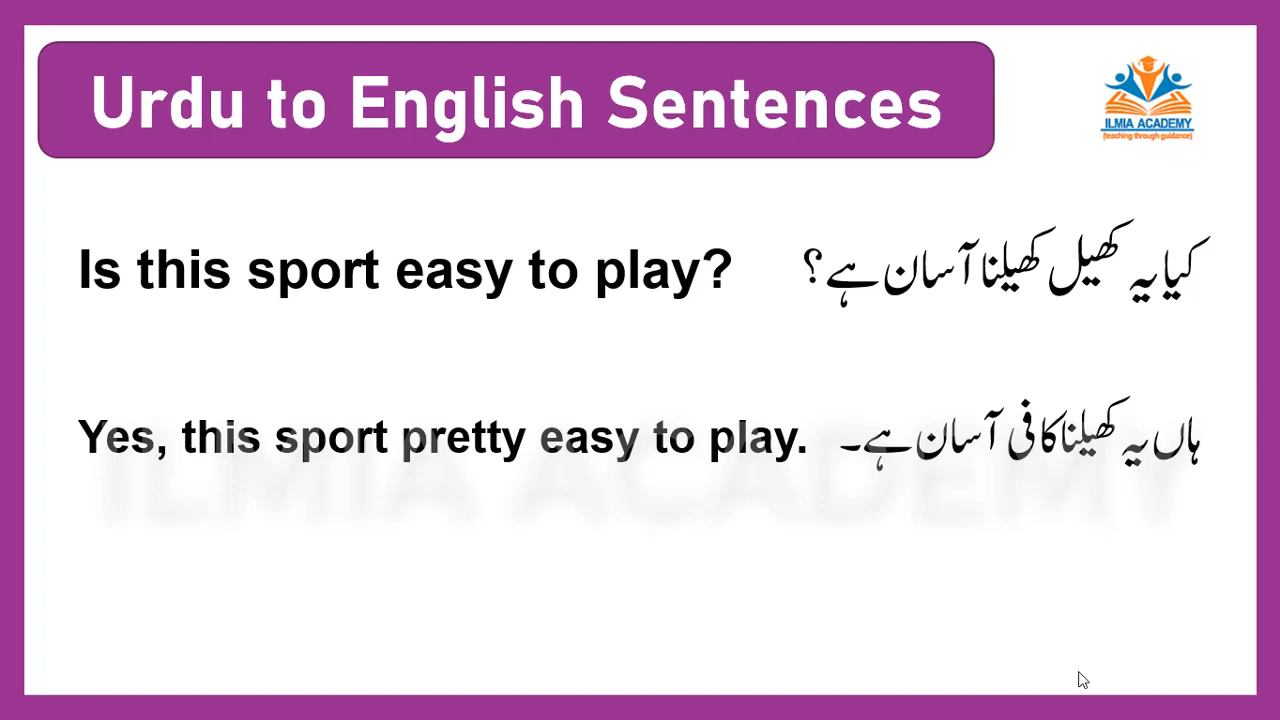 Urdu to English Sentences
ILMIA ACADEMY
(teaching through guidance)
Is this sport easy to play?
کیا یہ کھیل کھیلنا آسان ہے؟
Yes, this sport pretty easy to play.
ہاں یہ کھیلنا کافی آسان ہے۔
ILMIA ACADEMY